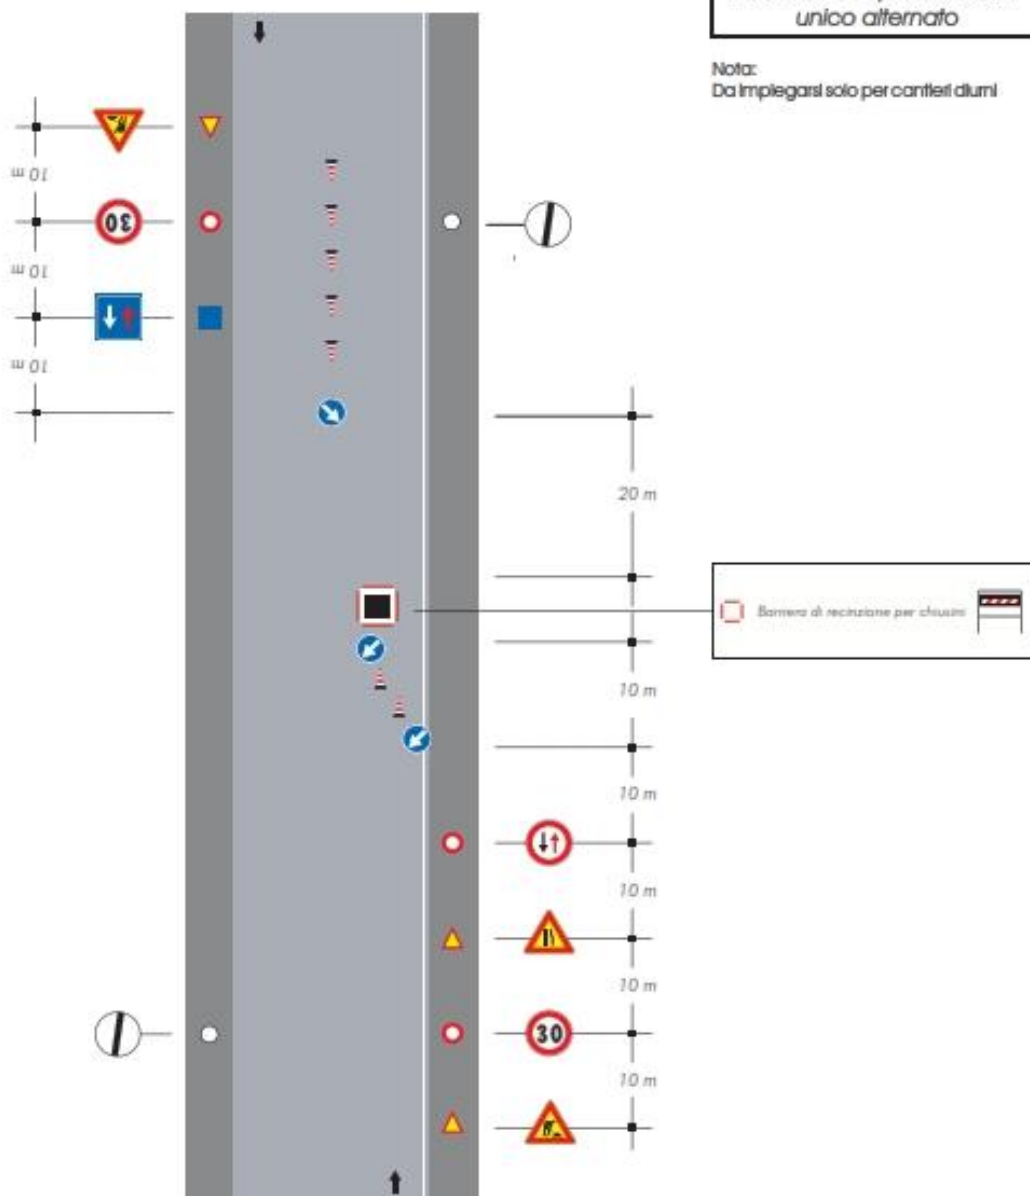 unico alternato
Nota:
Da impiegarsi solo per cantieri diurni
10 m
30
10 m
10 m
20 m
Barriera di recinzione per chiusini
10 m
10 m
10 m
10 m
30
10 m